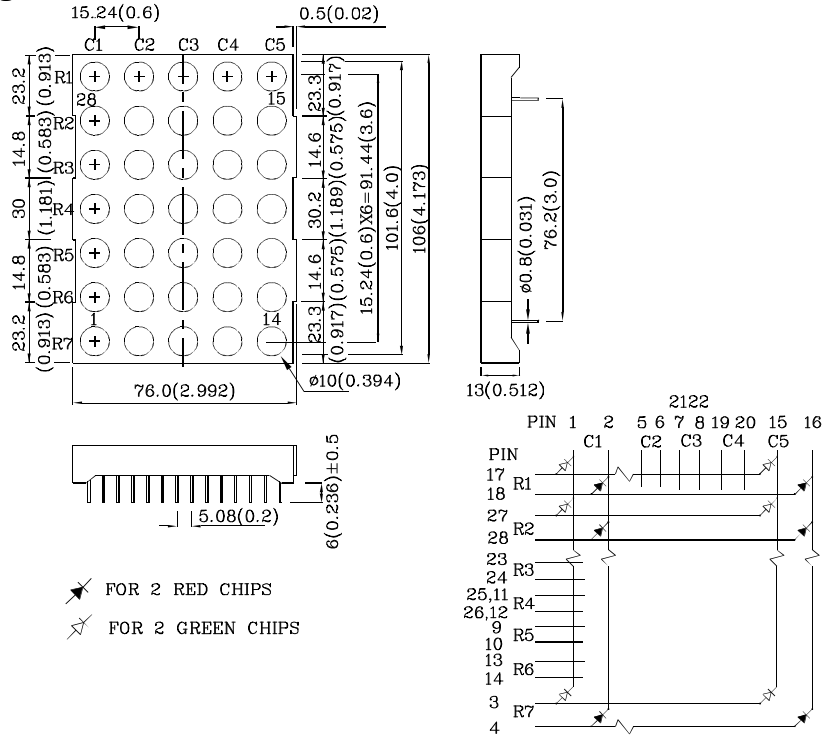 15.24(0.6)
0.5(0.02)
C1 C2 C3 C4 C5
R1
28 15
R2
R3
R4
R5
R6
1 14
R7
23.2 (0.913)
14.8 (0.583)
30 (1.181)
14.8 (0.583)
23.2 (0.913)
23.3 (0.917)
14.6 (0.575)
30.2 (1.189)
14.6 (0.575)
23.3 (0.917)
15.24(0.6)X6=91.44(3.6)
101.6(4.0)
106(4.173)
76.0(2.992)
ø10(0.394)
ø0.8(0.031)
76.2(3.0)
13(0.512)
5.08(0.2)
6(0.236)±0.5
FOR 2 RED CHIPS
FOR 2 GREEN CHIPS
2122
PIN 1 2 5 6 7 8 19 20 15 16
C1 C2 C3 C4 C5
PIN
17
R1
18
27
R2
28
23
R3
24
25,11
R4
26,12
9
R5
10
13
R6
14
3
R7
4